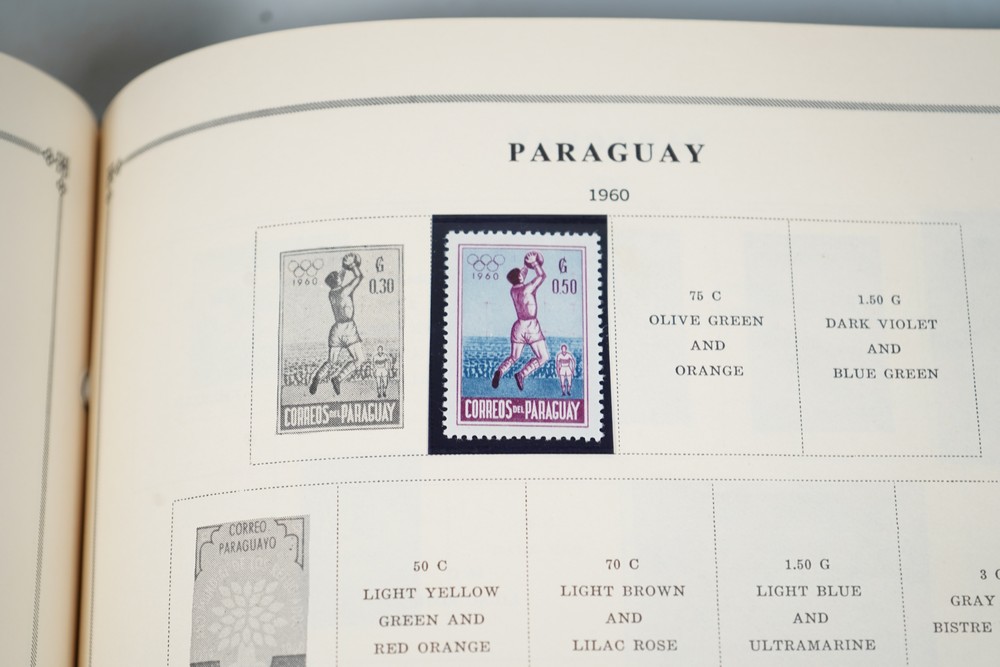 PARAGUAY
1960
1960
₲
0.30
CORREOS DEL PARAGUAY
1960
₲
0.50
CORREOS DEL PARAGUAY
75 C
OLIVE GREEN
AND
ORANGE
1.50 G
DARK VIOLET
AND
BLUE GREEN
CORREO
PARAGUAYO
50 C
LIGHT YELLOW
GREEN AND
RED ORANGE
70 C
LIGHT BROWN
AND
LILAC ROSE
1.50 G
LIGHT BLUE
AND
ULTRAMARINE
3
GRAY
BISTRE